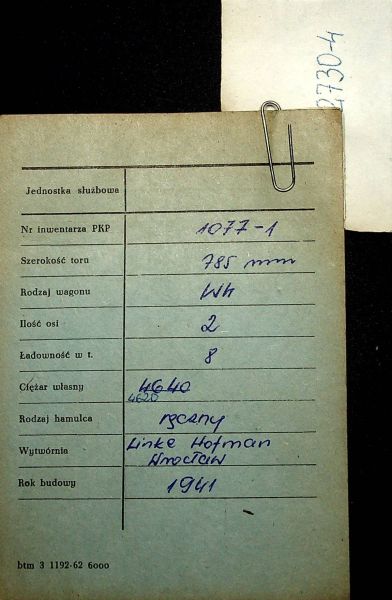 2730-4
Jednostka służbowa
Nr inwentarza PKP 1077-1
Szerokość toru 785 mm
Rodzaj wagonu Wh
Ilość osi 2
Ładowność w t. 8
Ciężar własny 4640
4620
Rodzaj hamulca ręczny
Wytwórnia Linke Hofman
Wrocław
Rok budowy 1941
btm 3 1192-62 6000